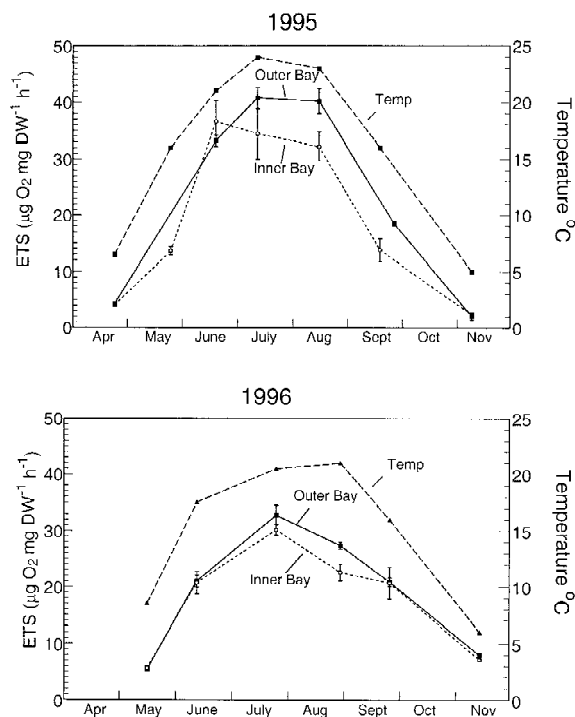 1995
50
40
30
20
10
0
ETS (µg O₂ mg DW⁻¹ h⁻¹)
25
20
15
10
5
0
Temperature °C
Outer Bay
Temp
Inner Bay
Apr May June July Aug Sept Oct Nov
1996
50
40
30
20
10
0
ETS (µg O₂ mg DW⁻¹ h⁻¹)
25
20
15
10
5
0
Temperature °C
Temp
Outer Bay
Inner Bay
Apr May June July Aug Sept Oct Nov